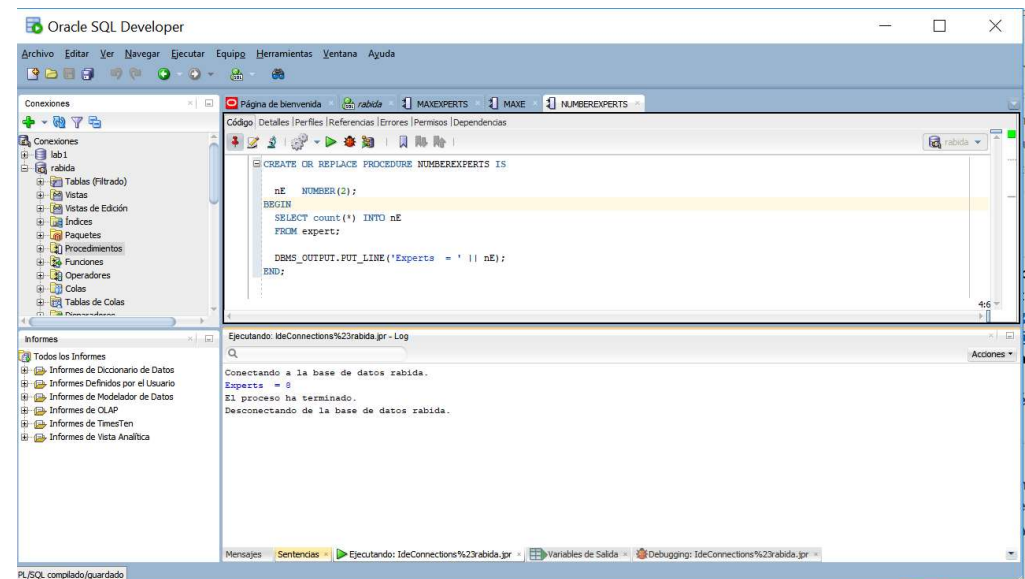 Oracle SQL Developer
Archivo Editar Ver Navegar Ejecutar Equipo Herramientas Ventana Ayuda
Conexiones
Conexiones
lab1
rabida
Tablas (Filtrado)
Vistas
Vistas de Edición
Índices
Paquetes
Procedimientos
Funciones
Operadores
Colas
Tablas de Colas
Disparadores
Informes
Todos los Informes
Informes de Diccionario de Datos
Informes Definidos por el Usuario
Informes de Modelador de Datos
Informes de OLAP
Informes de TimesTen
Informes de Vista Analítica
Página de bienvenida rabida MAXEXPERTS MAXE NUMBEREXPERTS
Código Detalles Perfiles Referencias Errores Permisos Dependencias
rabida
CREATE OR REPLACE PROCEDURE NUMBEREXPERTS IS
nE NUMBER(2);
BEGIN
SELECT count(*) INTO nE
FROM expert;
DBMS_OUTPUT.PUT_LINE('Experts = ' || nE);
END;
4:6
Ejecutando: IdeConnections%23rabida.jpr - Log
Acciones
Conectando a la base de datos rabida.
Experts = 8
El proceso ha terminado.
Desconectando de la base de datos rabida.
Mensajes Sentencias Ejecutando: IdeConnections%23rabida.jpr Variables de Salida Debugging: IdeConnections%23rabida.jpr
PL/SQL compilado/guardado